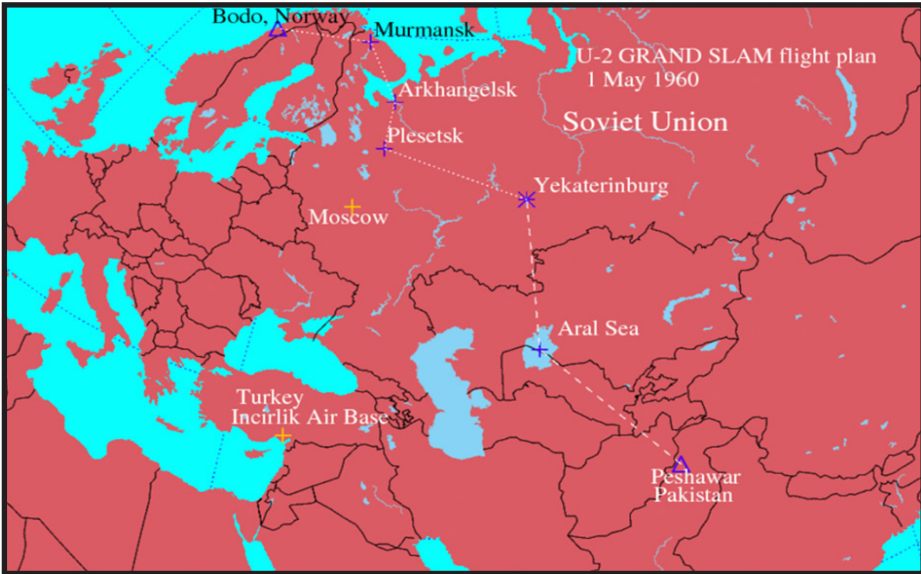 Bodo, Norway
Murmansk
U-2 GRAND SLAM flight plan
1 May 1960
Arkhangelsk
Soviet Union
Plesetsk
Yekaterinburg
Moscow
Aral Sea
Turkey
Incirlik Air Base
Peshawar
Pakistan